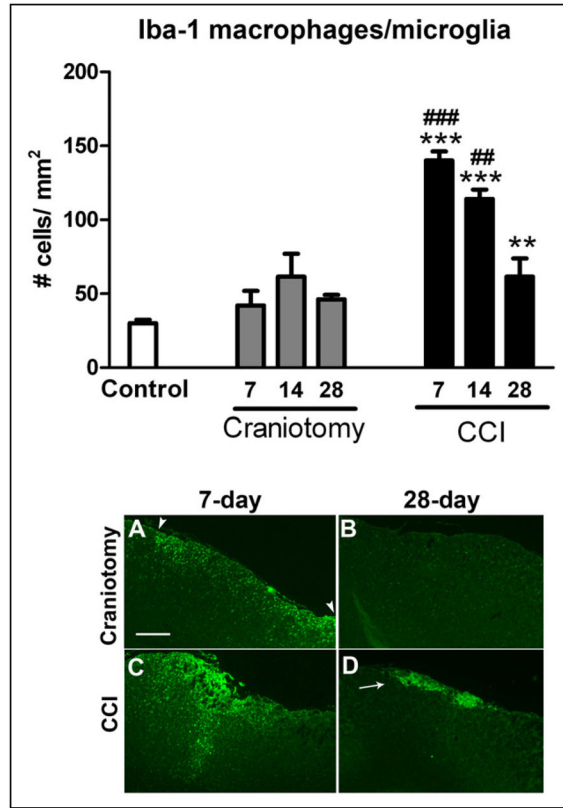 Iba-1 macrophages/microglia
# cells/ mm²
200
150
100
50
0
###
***
##
***
**
Control
7 14 28
Craniotomy
7 14 28
CCI
7-day
28-day
Craniotomy
A
B
CCI
C
D